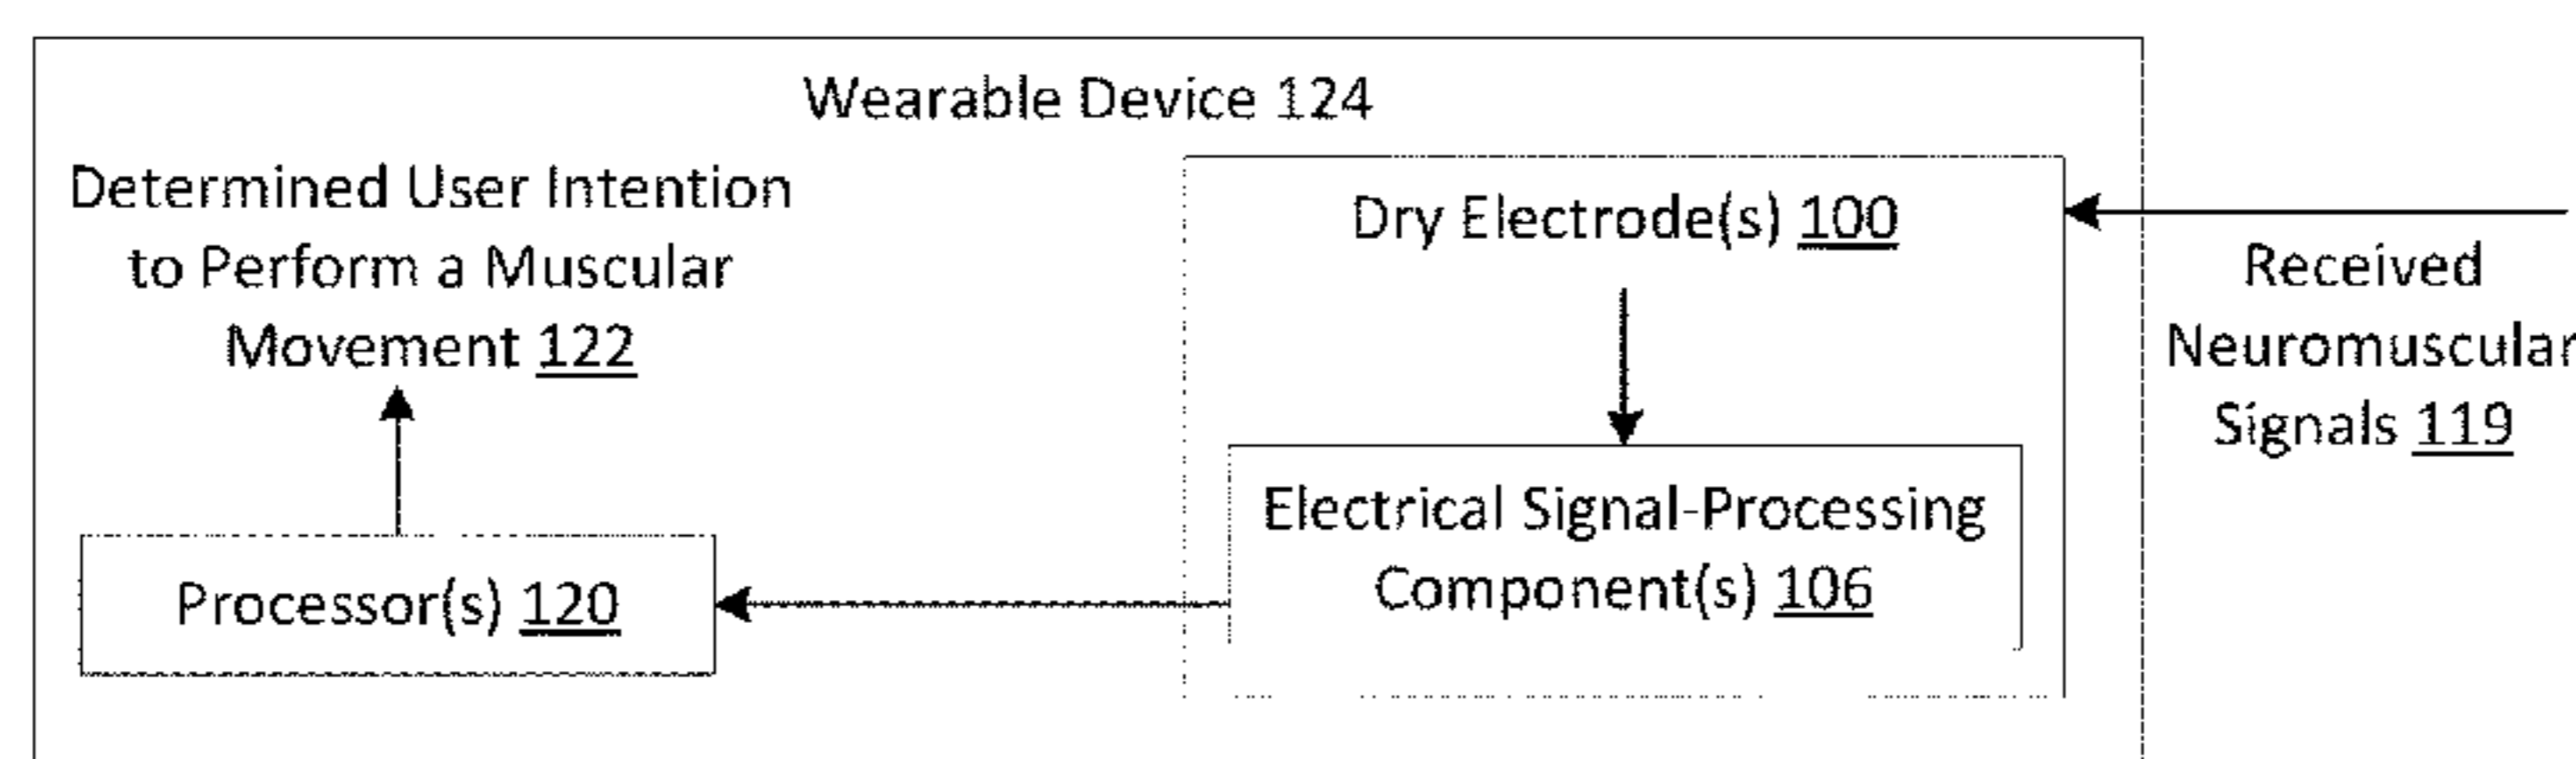 Wearable Device 124
Determined User Intention
to Perform a Muscular
Movement 122
Dry Electrode(s) 100
Received
Neuromuscular
Signals 119
Electrical Signal-Processing
Component(s) 106
Processor(s) 120